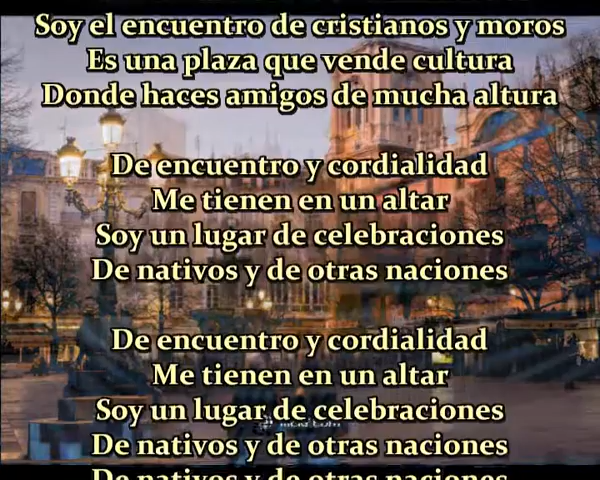 Soy el encuentro de cristianos y moros
Es una plaza que vende cultura
Donde haces amigos de mucha altura
De encuentro y cordialidad
Me tienen en un altar
Soy un lugar de celebraciones
De nativos y de otras naciones
De encuentro y cordialidad
Me tienen en un altar
Soy un lugar de celebraciones
De nativos y de otras naciones
De nativos y de otras naciones